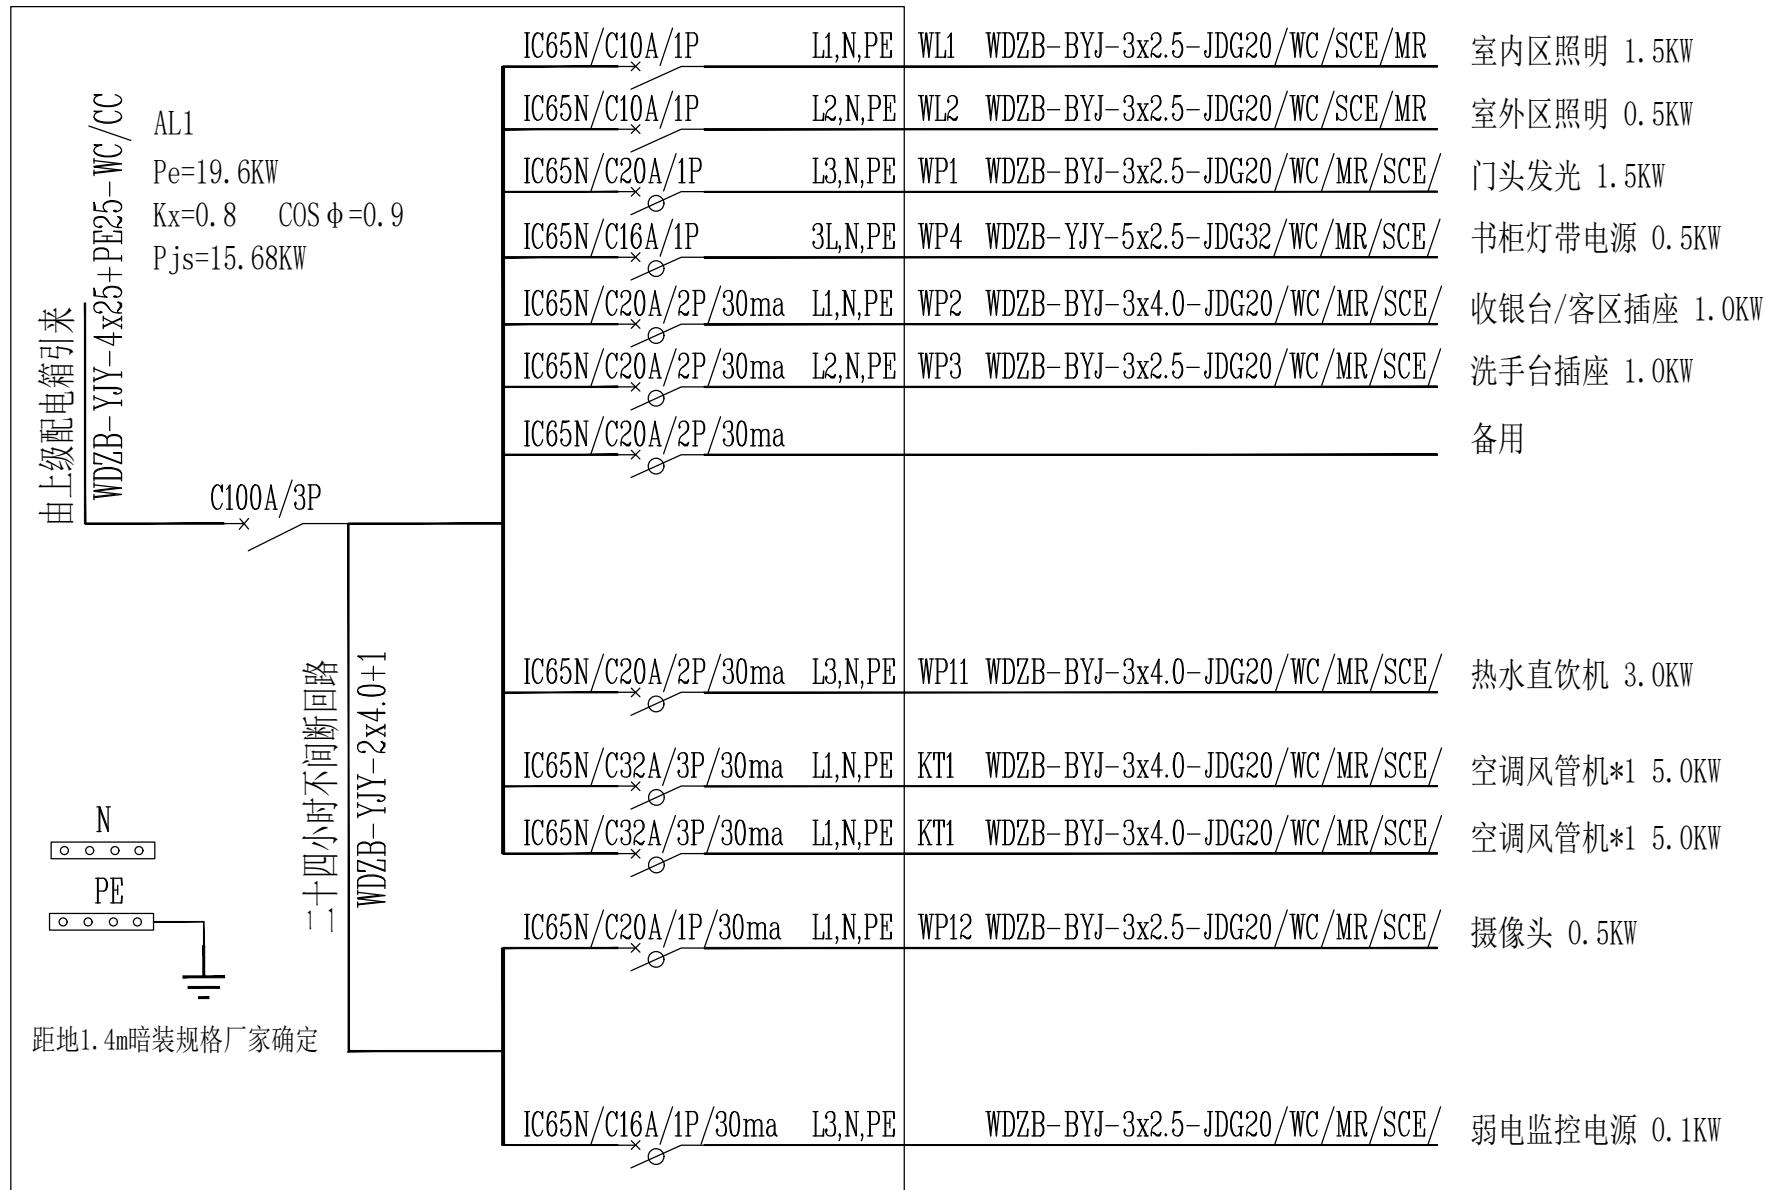 IC65N/C10A/1P L1,N,PE WL1 WDZB-BYJ-3x2.5-JDG20/WC/SCE/MR 室内区照明 1.5KW
IC65N/C10A/1P L2,N,PE WL2 WDZB-BYJ-3x2.5-JDG20/WC/SCE/MR 室外区照明 0.5KW
IC65N/C20A/1P L3,N,PE WP1 WDZB-BYJ-3x2.5-JDG20/WC/MR/SCE/ 门头发光 1.5KW
IC65N/C16A/1P 3L,N,PE WP4 WDZB-YJY-5x2.5-JDG32/WC/MR/SCE/ 书柜灯带电源 0.5KW
IC65N/C20A/2P/30ma L1,N,PE WP2 WDZB-BYJ-3x4.0-JDG20/WC/MR/SCE/ 收银台/客区插座 1.0KW
IC65N/C20A/2P/30ma L2,N,PE WP3 WDZB-BYJ-3x2.5-JDG20/WC/MR/SCE/ 洗手台插座 1.0KW
IC65N/C20A/2P/30ma 备用
AL1
Pe=19.6KW
Kx=0.8 COSφ=0.9
Pjs=15.68KW
由上级配电箱引来
WDZB-YJY-4x25+PE25-WC/CC
C100A/3P
IC65N/C20A/2P/30ma L3,N,PE WP11 WDZB-BYJ-3x4.0-JDG20/WC/MR/SCE/ 热水直饮机 3.0KW
IC65N/C32A/3P/30ma L1,N,PE KT1 WDZB-BYJ-3x4.0-JDG20/WC/MR/SCE/ 空调风管机*1 5.0KW
IC65N/C32A/3P/30ma L1,N,PE KT1 WDZB-BYJ-3x4.0-JDG20/WC/MR/SCE/ 空调风管机*1 5.0KW
二十四小时不间断回路
WDZB-YJY-2x4.0+1
N
PE
IC65N/C20A/1P/30ma L1,N,PE WP12 WDZB-BYJ-3x2.5-JDG20/WC/MR/SCE/ 摄像头 0.5KW
距地1.4m暗装规格厂家确定
IC65N/C16A/1P/30ma L3,N,PE WDZB-BYJ-3x2.5-JDG20/WC/MR/SCE/ 弱电监控电源 0.1KW